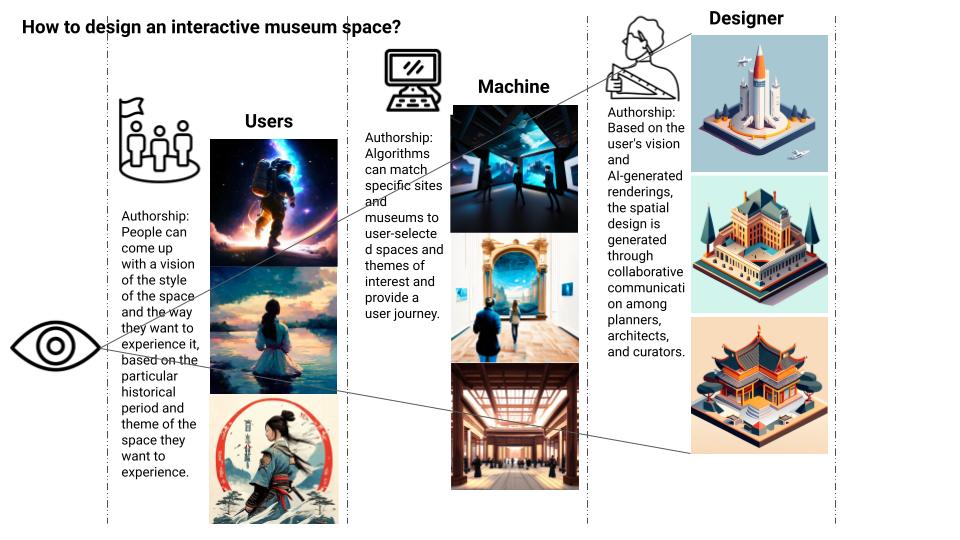 How to design an interactive museum space?
Users
Authorship:
People can
come up
with a vision
of the style
of the space
and the way
they want to
experience it,
based on the
particular
historical
period and
theme of the
space they
want to
experience.
Machine
Authorship:
Algorithms
can match
specific sites
and
museums to
user-selecte
d spaces and
themes of
interest and
provide a
user journey.
Designer
Authorship:
Based on the
user's vision
and
AI-generated
renderings,
the spatial
design is
generated
through
collaborative
communicati
on among
planners,
architects,
and curators.